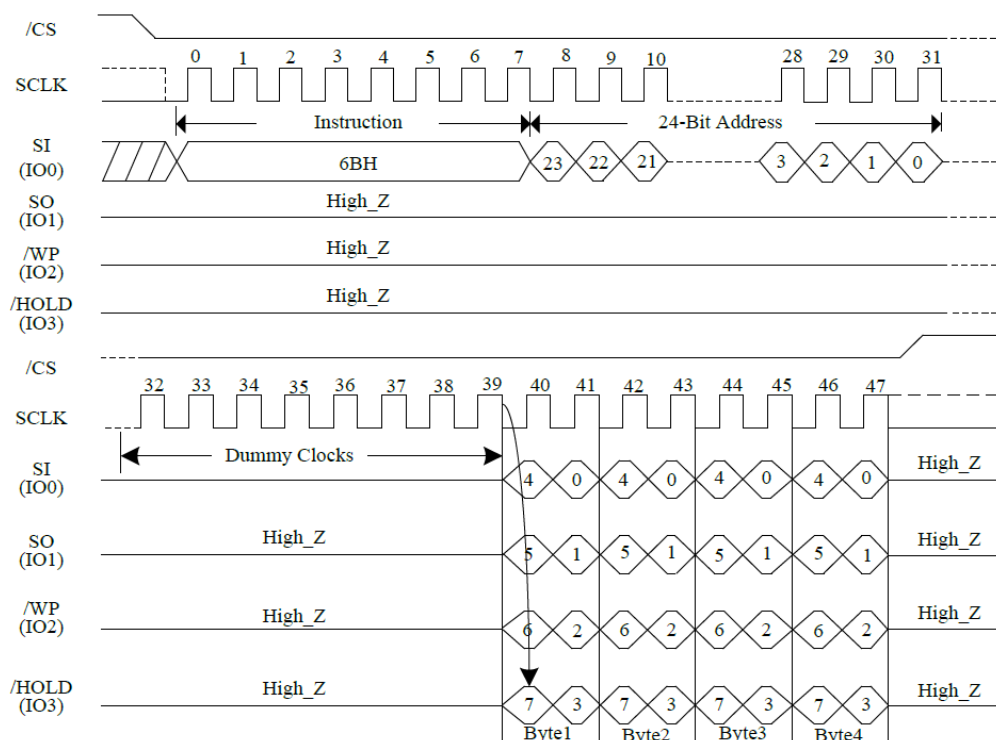 /CS
0 1 2 3 4 5 6 7 8 9 10 28 29 30 31
SCLK
Instruction 24-Bit Address
SI
(IO0)
6BH 23 22 21 3 2 1 0
SO
(IO1)
High_Z
/WP
(IO2)
High_Z
/HOLD
(IO3)
High_Z
/CS
32 33 34 35 36 37 38 39 40 41 42 43 44 45 46 47
SCLK
Dummy Clocks
SI
(IO0)
4 0 4 0 4 0 4 0 High_Z
SO
(IO1)
High_Z 5 1 5 1 5 1 5 1 High_Z
/WP
(IO2)
High_Z 6 2 6 2 6 2 6 2 High_Z
/HOLD
(IO3)
High_Z 7 3 7 3 7 3 7 3 High_Z
Byte1 Byte2 Byte3 Byte4